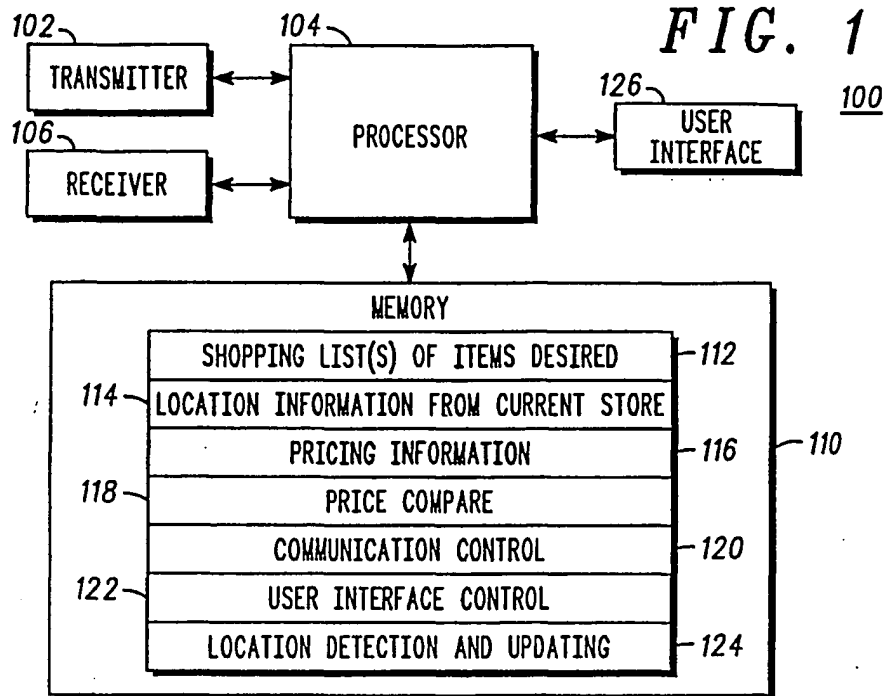 FIG. 1
100
102
TRANSMITTER
104
PROCESSOR
126
USER
INTERFACE
106
RECEIVER
MEMORY
SHOPPING LIST(S) OF ITEMS DESIRED
112
114
LOCATION INFORMATION FROM CURRENT STORE
PRICING INFORMATION
116
110
118
PRICE COMPARE
COMMUNICATION CONTROL
120
122
USER INTERFACE CONTROL
LOCATION DETECTION AND UPDATING
124